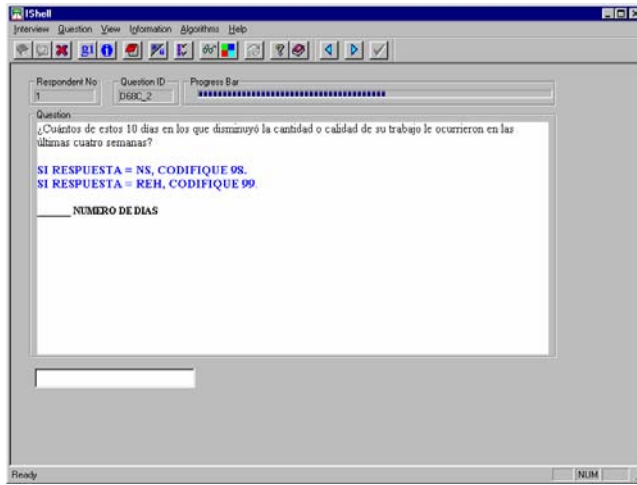 IShell
Interview Question View Information Algorithms Help
Respondent No
Question ID
Progress Bar
1
D68C_2
Question
¿Cuántos de estos 10 días en los que disminuyó la cantidad o calidad de su trabajo le ocurrieron en las
últimas cuatro semanas?
SI RESPUESTA = NS, CODIFIQUE 98.
SI RESPUESTA = REH, CODIFIQUE 99.
______ NUMERO DE DIAS
Ready
NUM